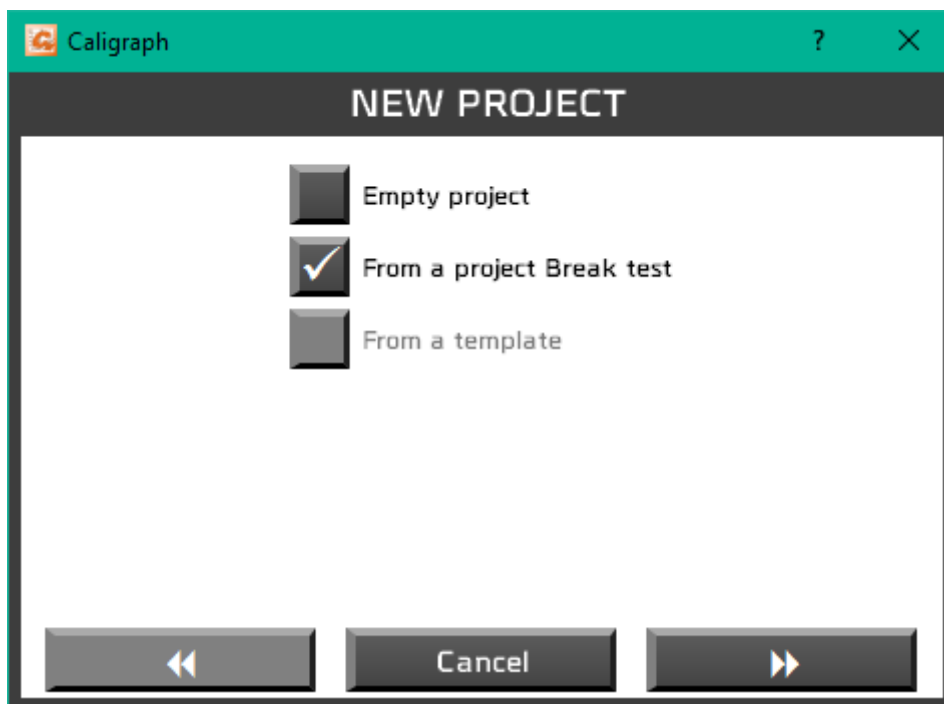 Caligraph
?
NEW PROJECT
Empty project
From a project Break test
From a template
Cancel